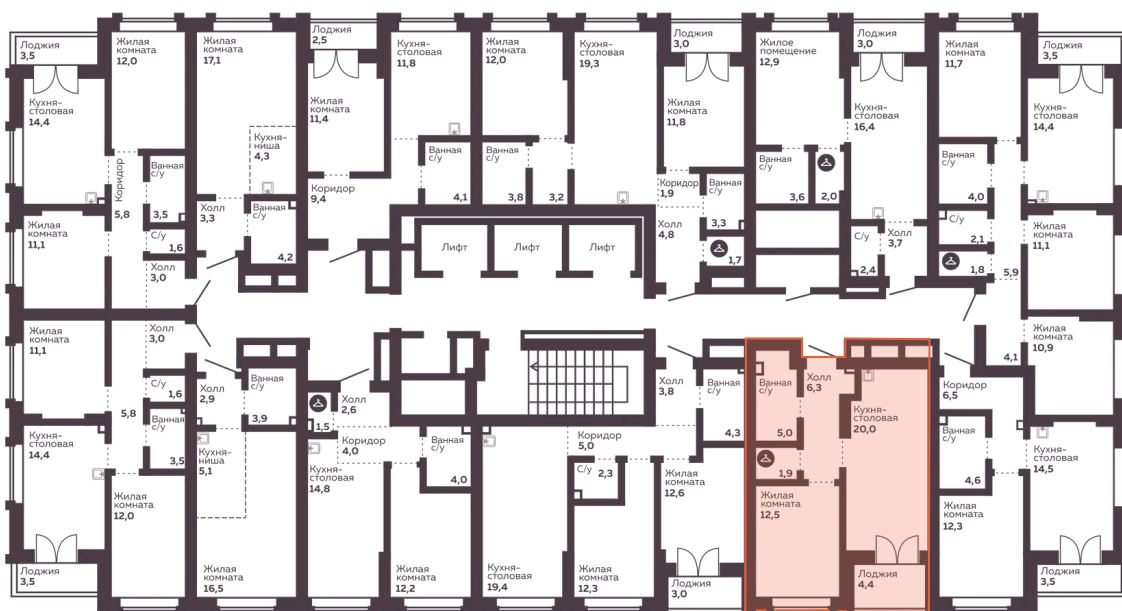 Лоджия
3,5
Жилая
комната
12,0
Жилая
комната
17,1
Лоджия
2,5
Кухня-
столовая
11,8
Жилая
комната
12,0
Кухня-
столовая
19,3
Лоджия
3,0
Жилое
помещение
12,9
Лоджия
3,0
Жилая
комната
11,7
Лоджия
3,5
Кухня-
столовая
14,4
Жилая
комната
11,4
Жилая
комната
11,8
Кухня-
столовая
16,4
Кухня-
столовая
14,4
Кухня-
ниша
4,3
Коридор
5,8
Ванная
с/у
3,5
Коридор
9,4
Ванная
с/у
4,1
Ванная
с/у
3,8
3,2
Коридор
1,9
Ванная
с/у
3,3
Ванная
с/у
3,6
2,0
Ванная
с/у
4,0
Жилая
комната
11,1
С/у
1,6
Холл
3,3
Ванная
с/у
4,2
Холл
4,8
1,7
С/у
2,4
Холл
3,7
С/у
2,1
1,8
Жилая
комната
11,1
5,9
Лифт
Лифт
Лифт
Холл
3,0
Жилая
комната
11,1
Холл
3,0
Жилая
комната
10,9
4,1
С/у
1,6
Холл
2,9
Ванная
с/у
3,9
Холл
2,6
1,5
Холл
3,8
Ванная
с/у
4,3
Ванная
с/у
5,0
Холл
6,3
Кухня-
столовая
20,0
Коридор
6,5
5,8
Ванная
с/у
3,5
Кухня-
столовая
14,4
Кухня-
ниша
5,1
Коридор
4,0
Кухня-
столовая
14,8
Ванная
с/у
4,0
Коридор
5,0
С/у
2,3
Жилая
комната
12,6
1,9
Жилая
комната
12,5
Ванная
с/у
4,6
Кухня-
столовая
14,5
Жилая
комната
12,0
Жилая
комната
12,3
Лоджия
3,5
Жилая
комната
16,5
Жилая
комната
12,2
Кухня-
столовая
19,4
Жилая
комната
12,3
Лоджия
3,0
Лоджия
4,4
Лоджия
3,5